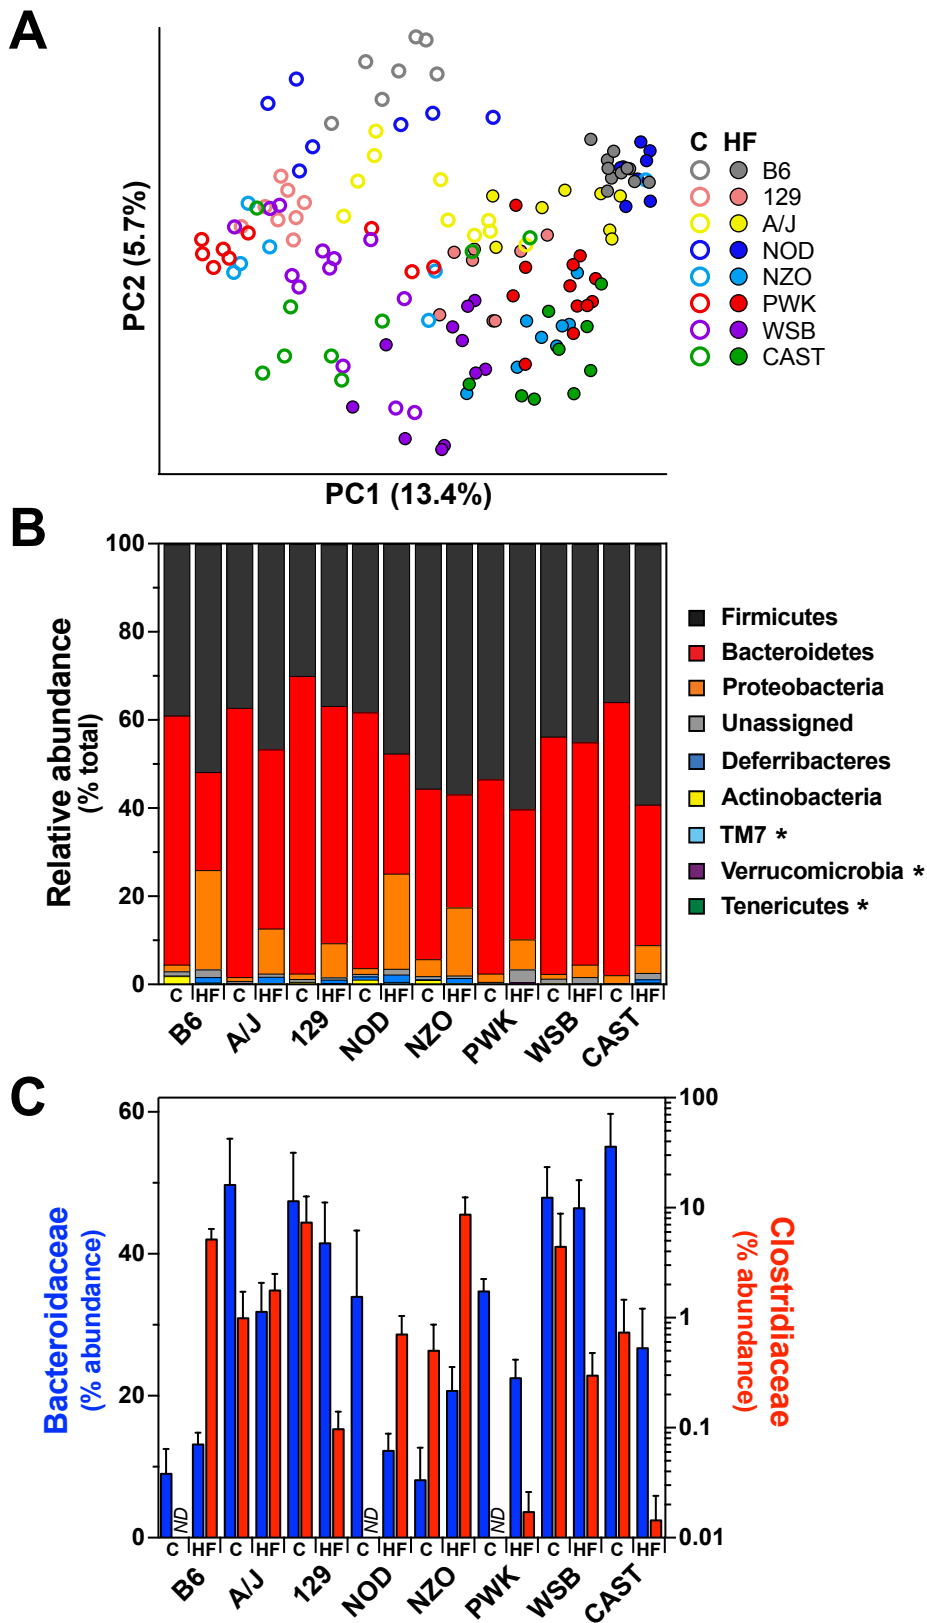 A
PC2 (5.7%)
PC1 (13.4%)
C HF
B6
129
A/J
NOD
NZO
PWK
WSB
CAST
B
Relative abundance
(% total)
100
80
60
40
20
0
C HF C HF C HF C HF C HF C HF C HF C HF
B6 A/J 129 NOD NZO PWK WSB CAST
Firmicutes
Bacteroidetes
Proteobacteria
Unassigned
Deferribacteres
Actinobacteria
TM7 *
Verrucomicrobia *
Tenericutes *
C
Bacteroidaceae
(% abundance)
60
40
20
0
ND
ND
ND
100
10
1
0.1
0.01
Clostridiaceae
(% abundance)
C HF C HF C HF C HF C HF C HF C HF C HF
B6 A/J 129 NOD NZO PWK WSB CAST